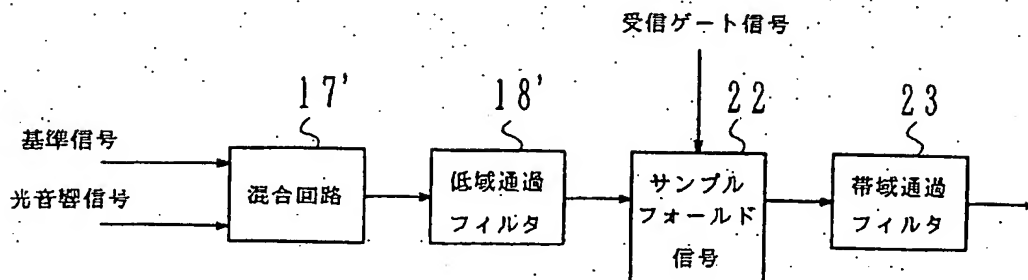 受信ゲート信号
17'
18'
22
23
基準信号
光音響信号
混合回路
低域通過
フィルタ
サンプル
フォールド
信号
帯域通過
フィルタ